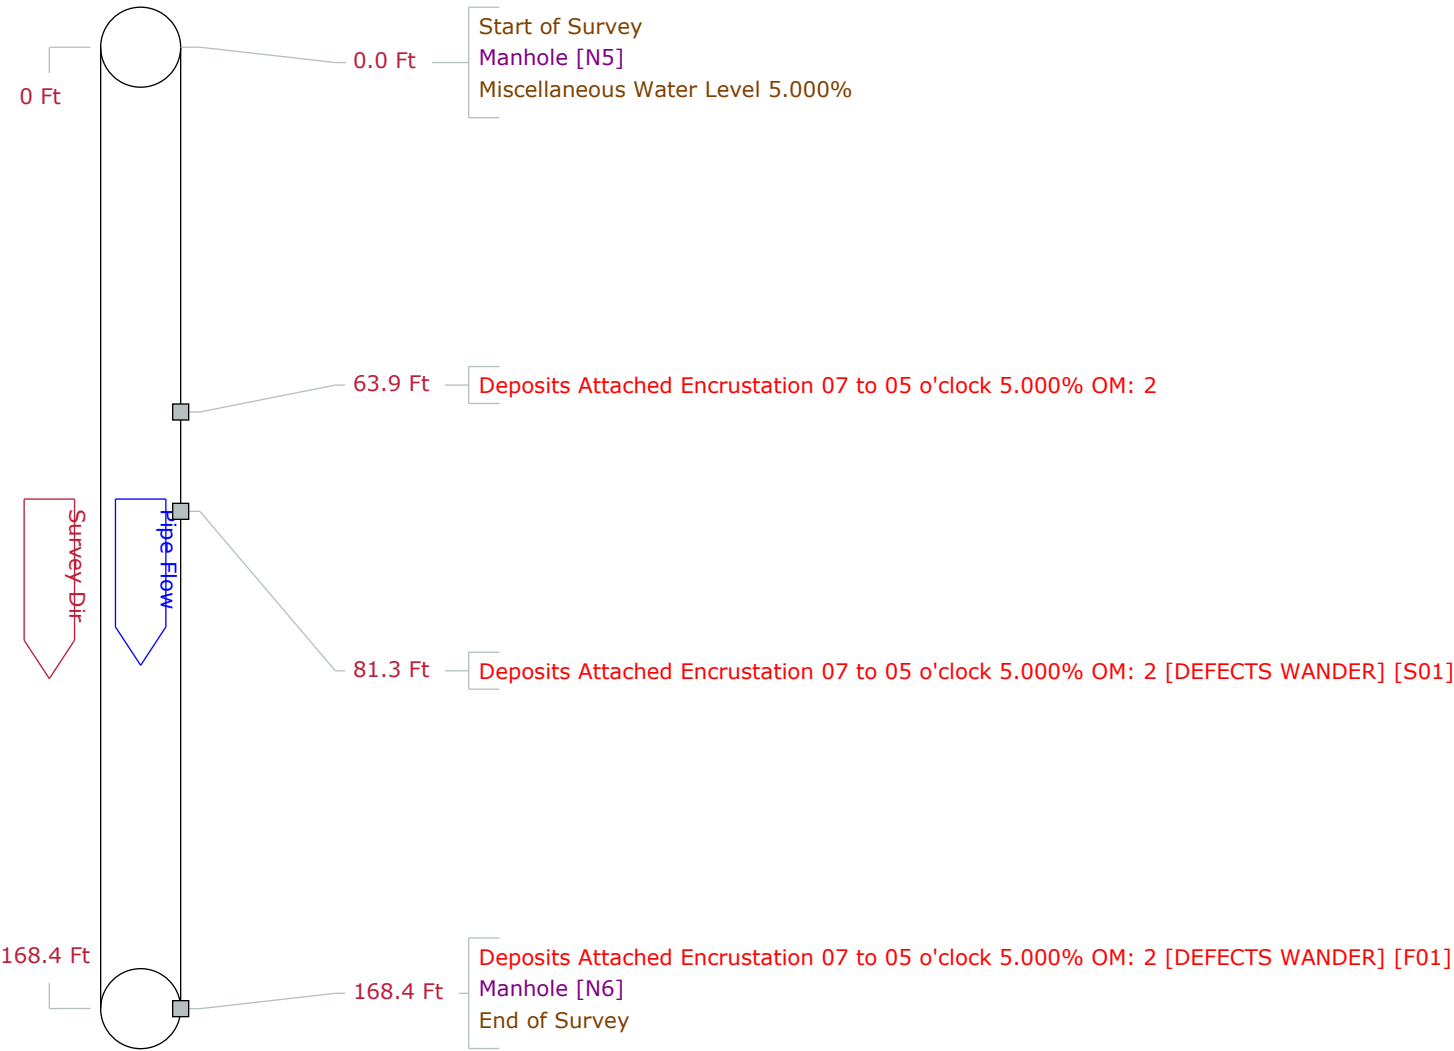 Start of Survey
0.0 Ft
Manhole [N5]
0 Ft
Miscellaneous Water Level 5.000%
63.9 Ft
Deposits Attached Encrustation 07 to 05 o'clock 5.000% OM: 2
Survey Dir
Pipe Flow
81.3 Ft
Deposits Attached Encrustation 07 to 05 o'clock 5.000% OM: 2 [DEFECTS WANDER] [S01]
168.4 Ft
Deposits Attached Encrustation 07 to 05 o'clock 5.000% OM: 2 [DEFECTS WANDER] [F01]
168.4 Ft
Manhole [N6]
End of Survey